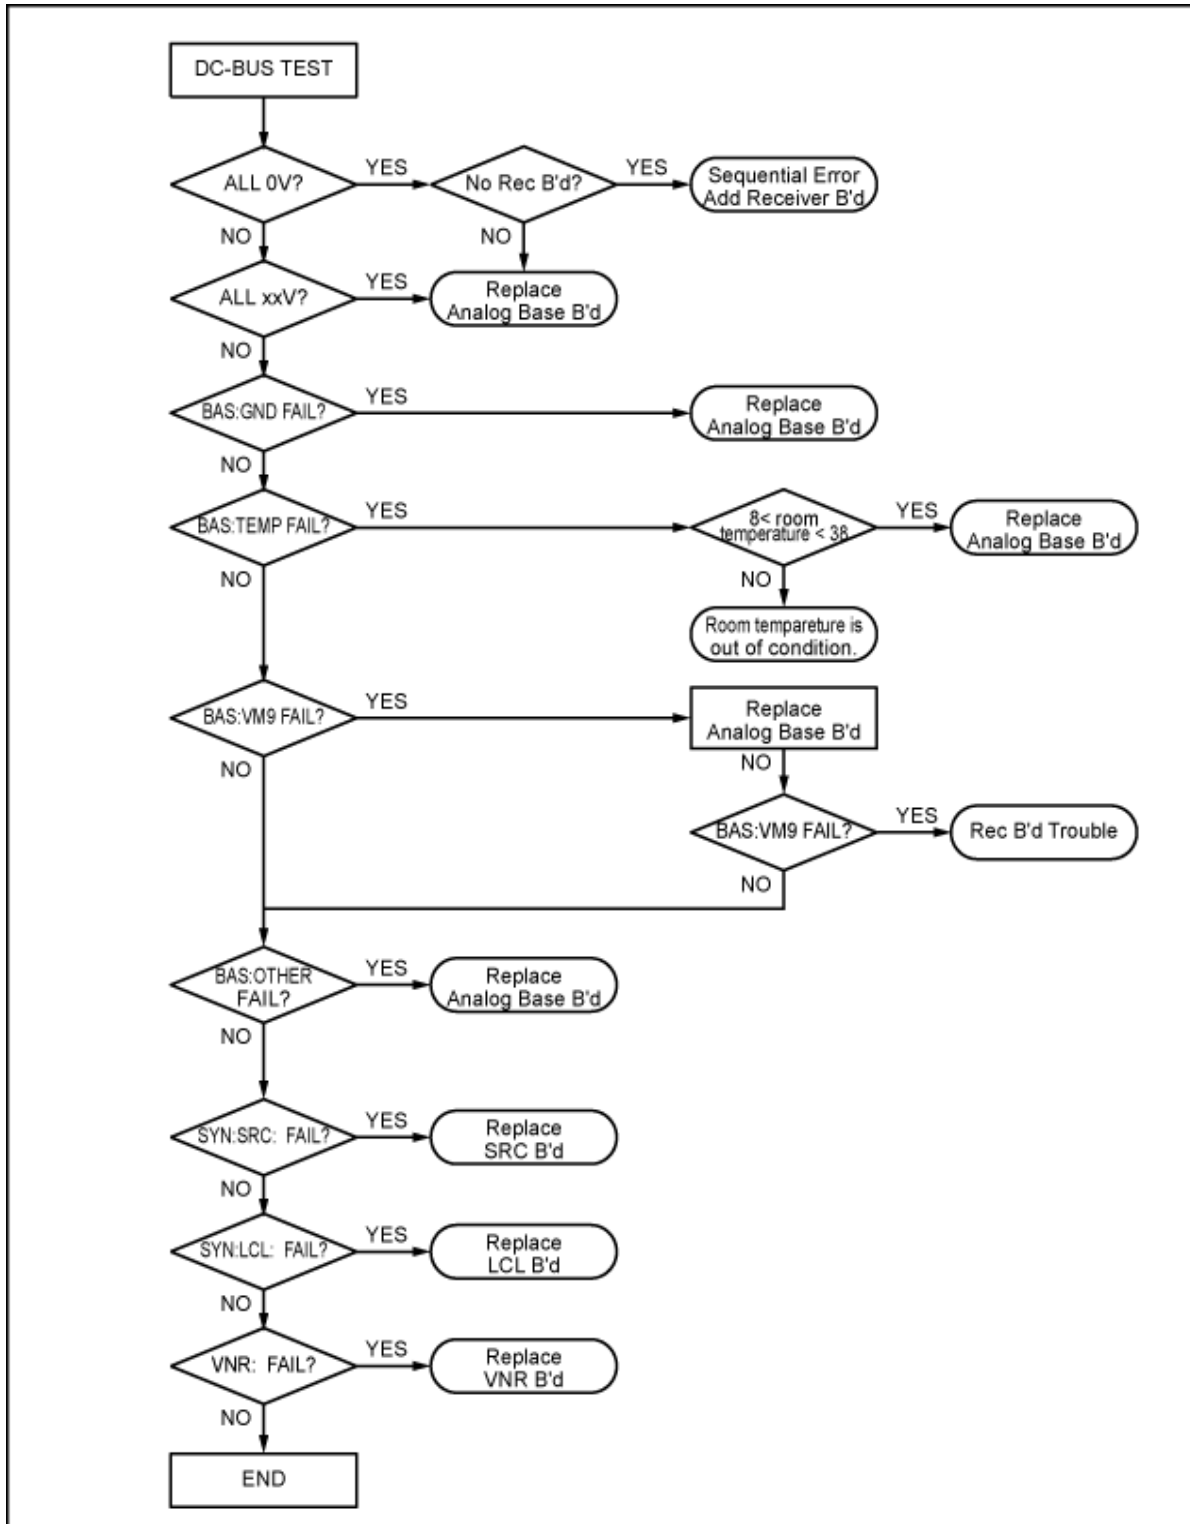 DC-BUS TEST
ALL 0V?
YES
No Rec B'd?
YES
Sequential Error
Add Receiver B'd
NO
NO
ALL xxV?
YES
Replace
Analog Base B'd
NO
BAS:GND FAIL?
YES
Replace
Analog Base B'd
NO
BAS:TEMP FAIL?
YES
8< room
temperature < 38
YES
Replace
Analog Base B'd
NO
NO
Room tempareture is
out of condition.
BAS:VM9 FAIL?
YES
Replace
Analog Base B'd
NO
NO
BAS:VM9 FAIL?
YES
Rec B'd Trouble
NO
BAS:OTHER
FAIL?
YES
Replace
Analog Base B'd
NO
SYN:SRC: FAIL?
YES
Replace
SRC B'd
NO
SYN:LCL: FAIL?
YES
Replace
LCL B'd
NO
VNR: FAIL?
YES
Replace
VNR B'd
NO
END